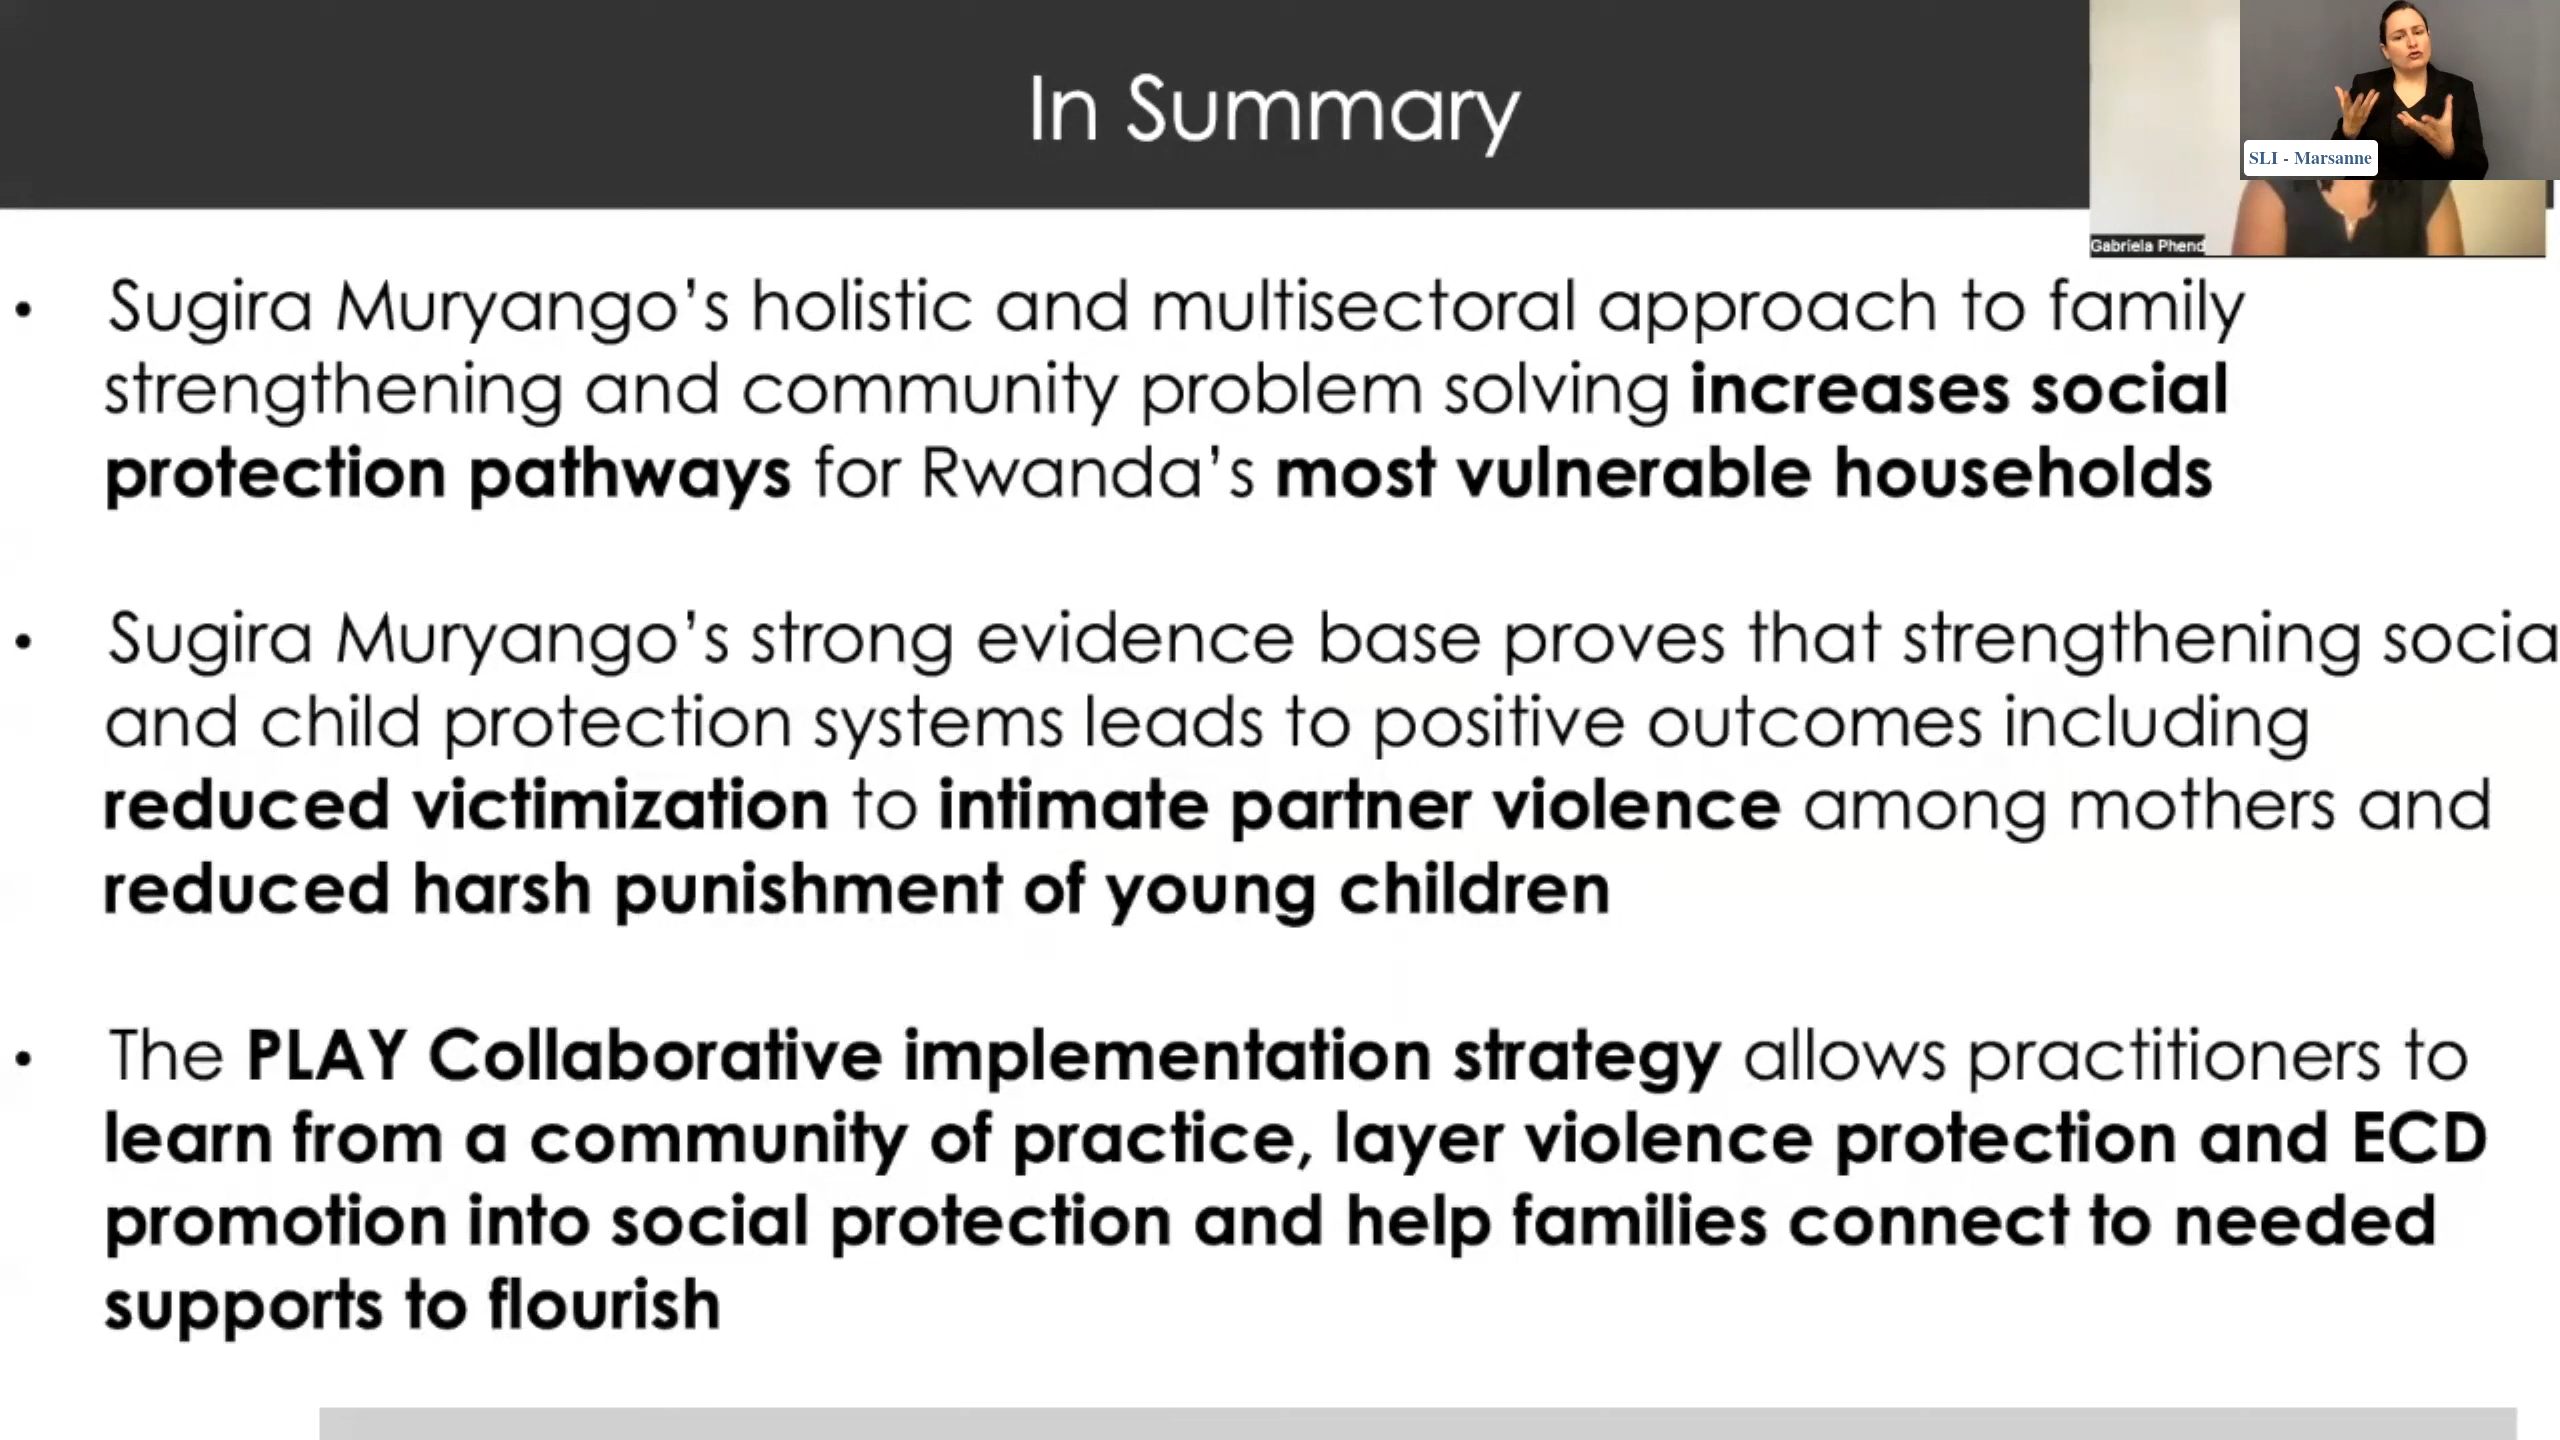 In Summary
SLI - Marsanne
Gabriela Phend
• Sugira Muryango’s holistic and multisectoral approach to family
strengthening and community problem solving increases social
protection pathways for Rwanda’s most vulnerable households
• Sugira Muryango’s strong evidence base proves that strengthening socia
and child protection systems leads to positive outcomes including
reduced victimization to intimate partner violence among mothers and
reduced harsh punishment of young children
• The PLAY Collaborative implementation strategy allows practitioners to
learn from a community of practice, layer violence protection and ECD
promotion into social protection and help families connect to needed
supports to flourish